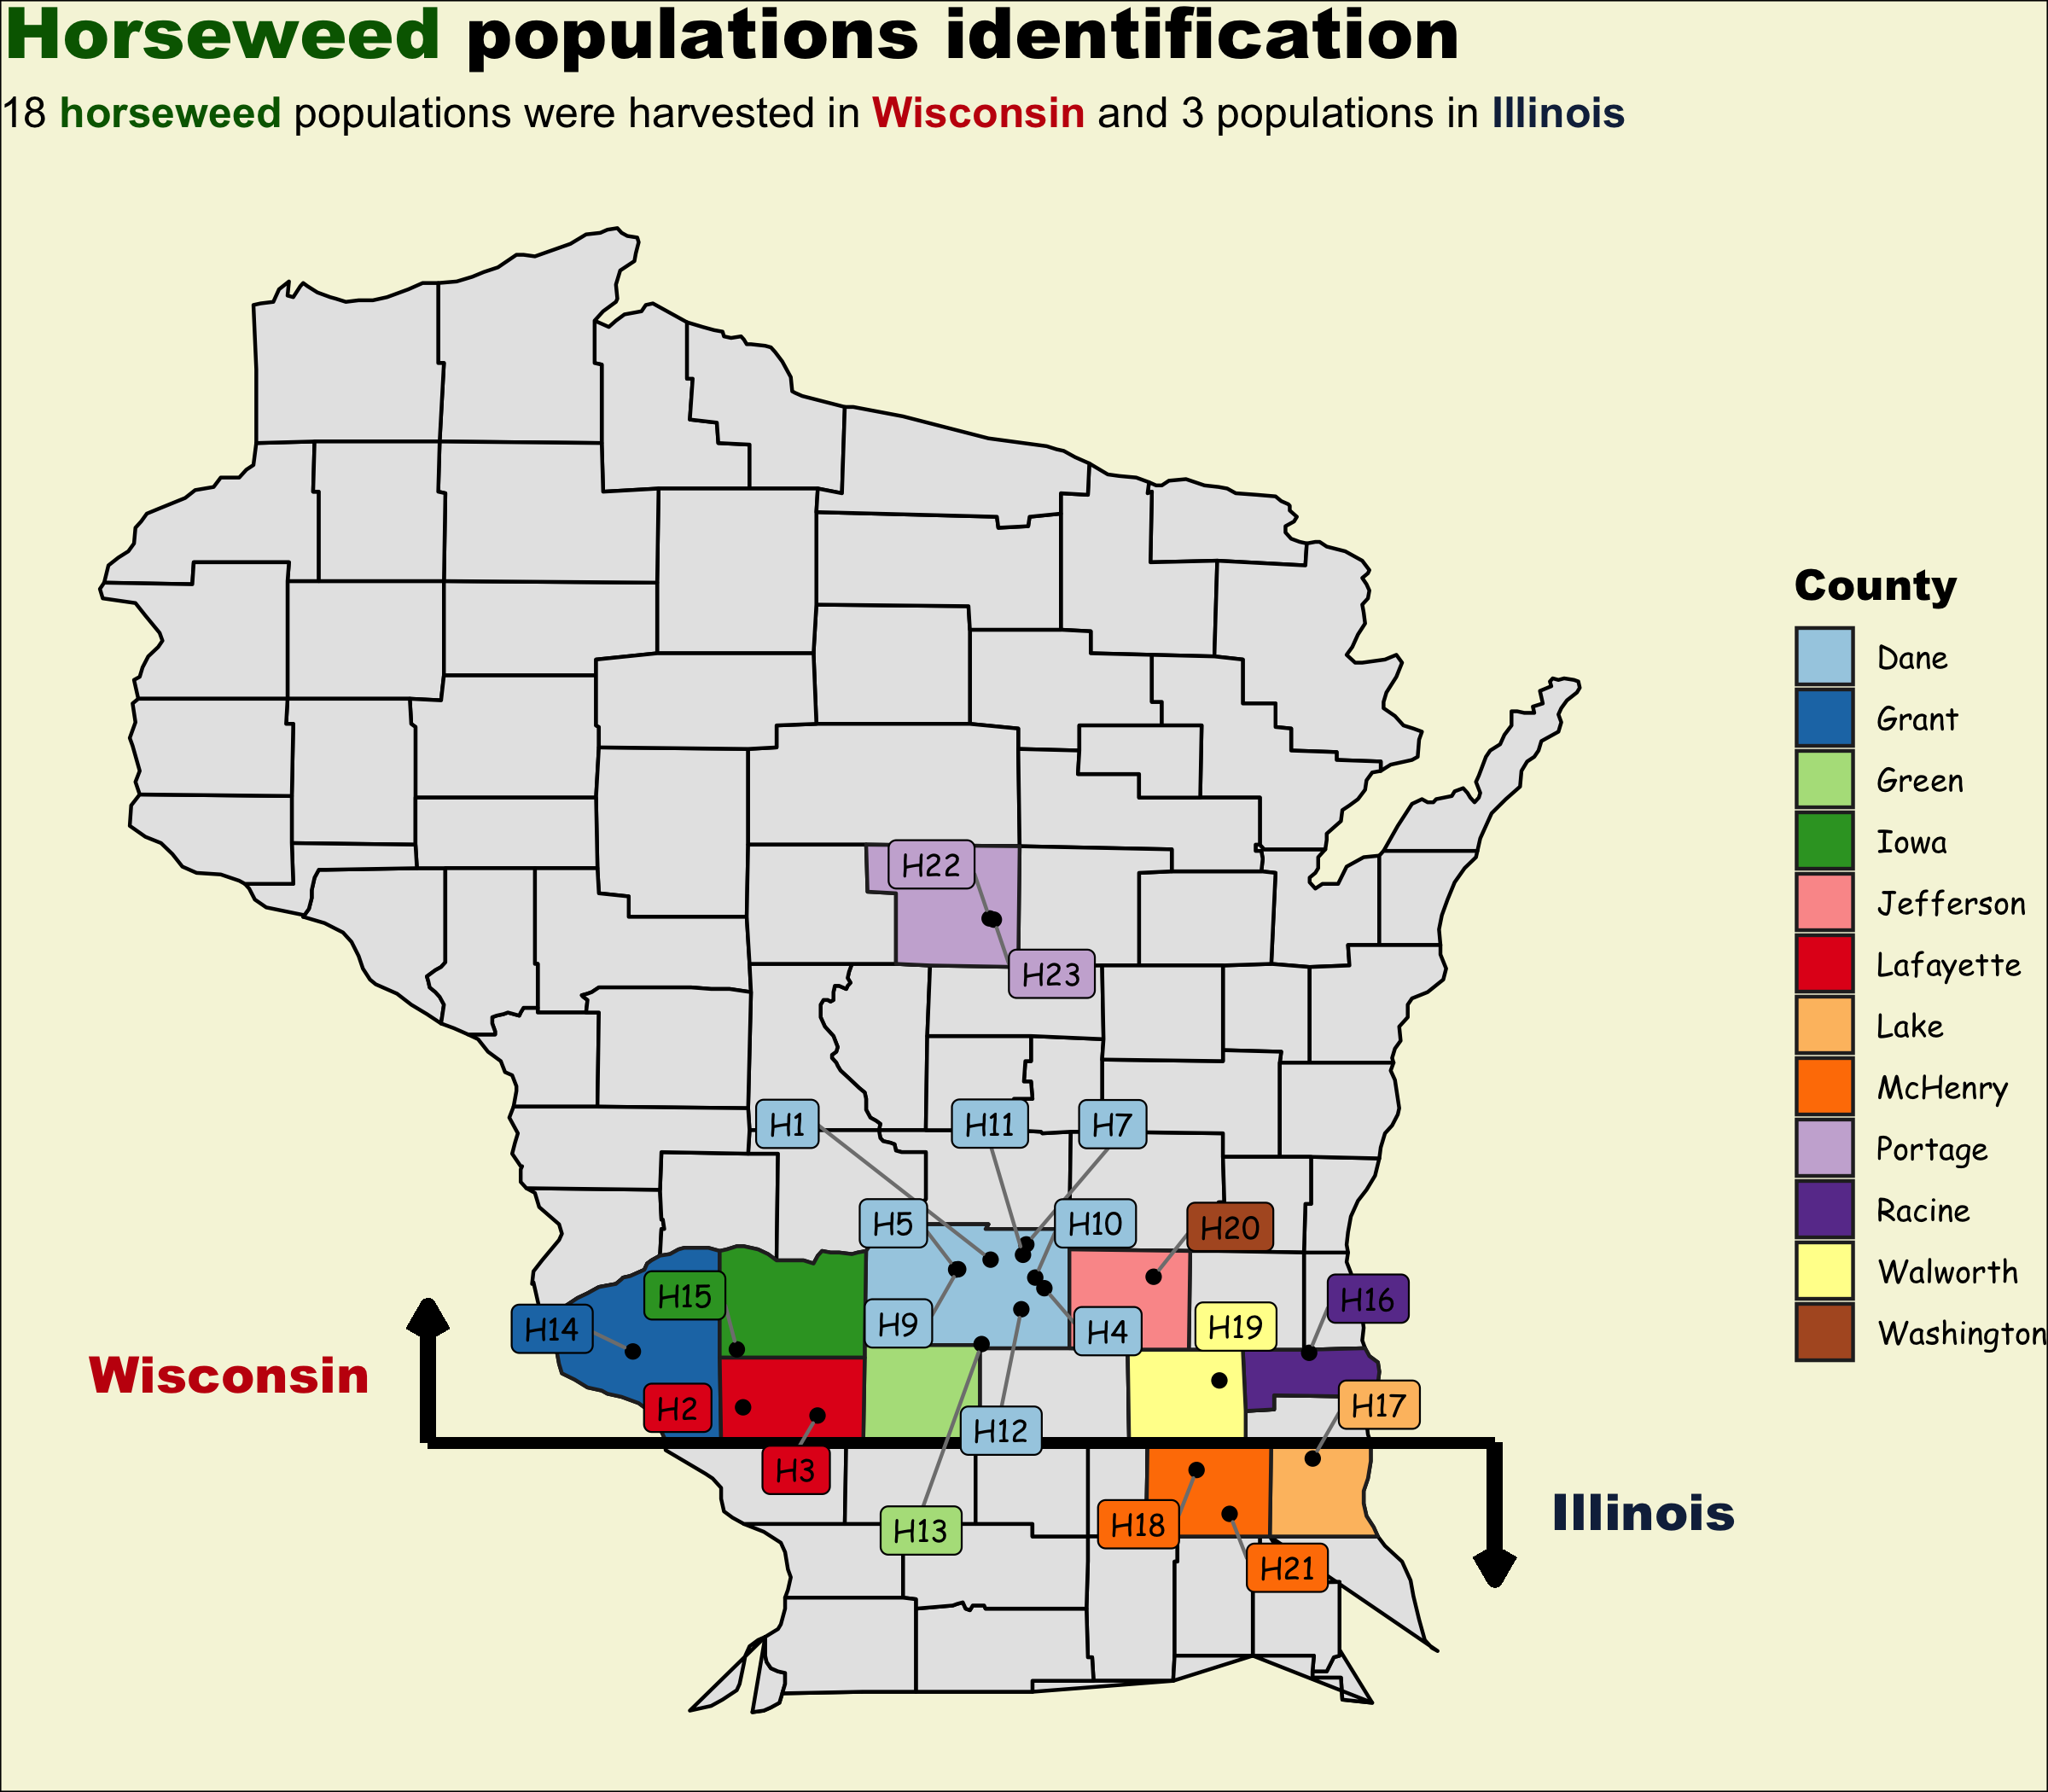 Horseweed populations identification
18 horseweed populations were harvested in Wisconsin and 3 populations in Illinois
County
Dane
Grant
Green
Iowa
Jefferson
Lafayette
Lake
McHenry
Portage
Racine
Walworth
Washington
H22
H23
H1
H11
H7
H5
H10
H20
H15
H16
H14
H9
H4
H19
Wisconsin
H2
H17
H12
H3
H18
H13
Illinois
H21